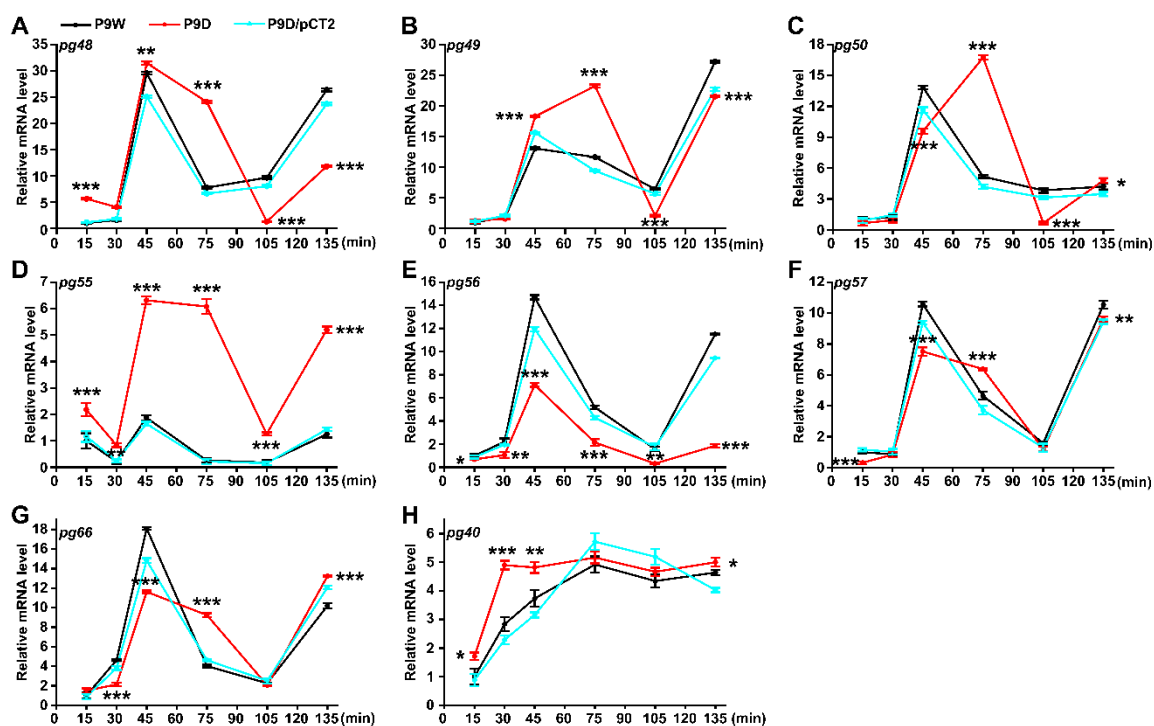 P9W P9D P9D/pCT2
A pg48
Relative mRNA level
35
30
25
20
15
10
5
0
*** ** *** *** ***
0 15 30 45 60 75 90 105 120 135 (min)
B pg49
Relative mRNA level
30
25
20
15
10
5
0
*** *** *** ***
0 15 30 45 60 75 90 105 120 135 (min)
C pg50
Relative mRNA level
18
15
12
9
6
3
0
*** *** *** *
0 15 30 45 60 75 90 105 120 135 (min)
D pg55
Relative mRNA level
7
6
5
4
3
2
1
0
*** ** *** *** *** ***
0 15 30 45 60 75 90 105 120 135 (min)
E pg56
Relative mRNA level
16
14
12
10
8
6
4
2
0
* ** *** *** ** ***
0 15 30 45 60 75 90 105 120 135 (min)
F pg57
Relative mRNA level
12
10
8
6
4
2
0
*** *** *** **
0 15 30 45 60 75 90 105 120 135 (min)
G pg66
Relative mRNA level
18
16
14
12
10
8
6
4
2
0
*** *** *** ***
0 15 30 45 60 75 90 105 120 135 (min)
H pg40
Relative mRNA level
6
5
4
3
2
1
0
* *** ** *
0 15 30 45 60 75 90 105 120 135 (min)